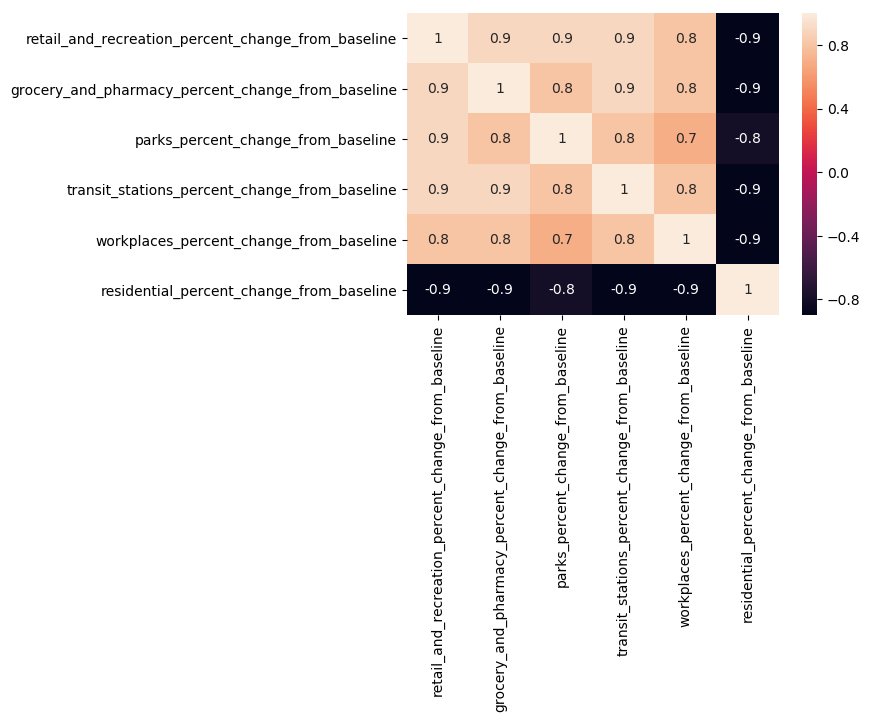 retail_and_recreation_percent_change_from_baseline 1 0.9 0.9 0.9 0.8 -0.9
grocery_and_pharmacy_percent_change_from_baseline 0.9 1 0.8 0.9 0.8 -0.9
parks_percent_change_from_baseline 0.9 0.8 1 0.8 0.7 -0.8
transit_stations_percent_change_from_baseline 0.9 0.9 0.8 1 0.8 -0.9
workplaces_percent_change_from_baseline 0.8 0.8 0.7 0.8 1 -0.9
residential_percent_change_from_baseline -0.9 -0.9 -0.8 -0.9 -0.9 1
retail_and_recreation_percent_change_from_baseline
grocery_and_pharmacy_percent_change_from_baseline
parks_percent_change_from_baseline
transit_stations_percent_change_from_baseline
workplaces_percent_change_from_baseline
residential_percent_change_from_baseline
0.8
0.4
0.0
−0.4
−0.8